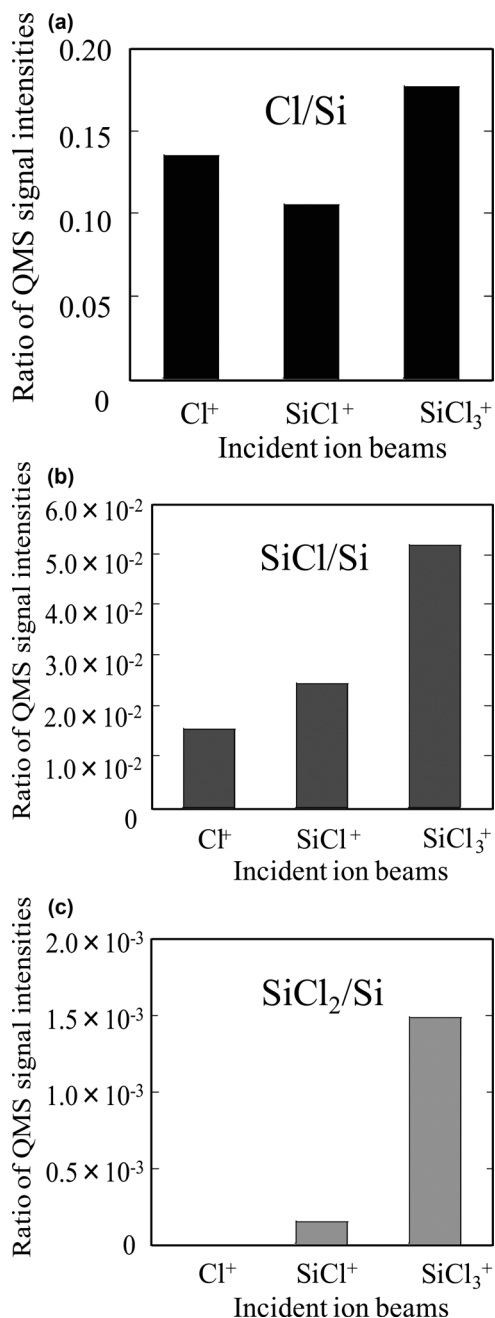 (a)
Ratio of QMS signal intensities
0.20
0.15
0.10
0.05
0
Cl/Si
Cl⁺ SiCl⁺ SiCl₃⁺
Incident ion beams
(b)
Ratio of QMS signal intensities
6.0×10⁻²
5.0×10⁻²
4.0×10⁻²
3.0×10⁻²
2.0×10⁻²
1.0×10⁻²
0
SiCl/Si
Cl⁺ SiCl⁺ SiCl₃⁺
Incident ion beams
(c)
Ratio of QMS signal intensities
2.0×10⁻³
1.5×10⁻³
1.0×10⁻³
0.5×10⁻³
0
SiCl₂/Si
Cl⁺ SiCl⁺ SiCl₃⁺
Incident ion beams